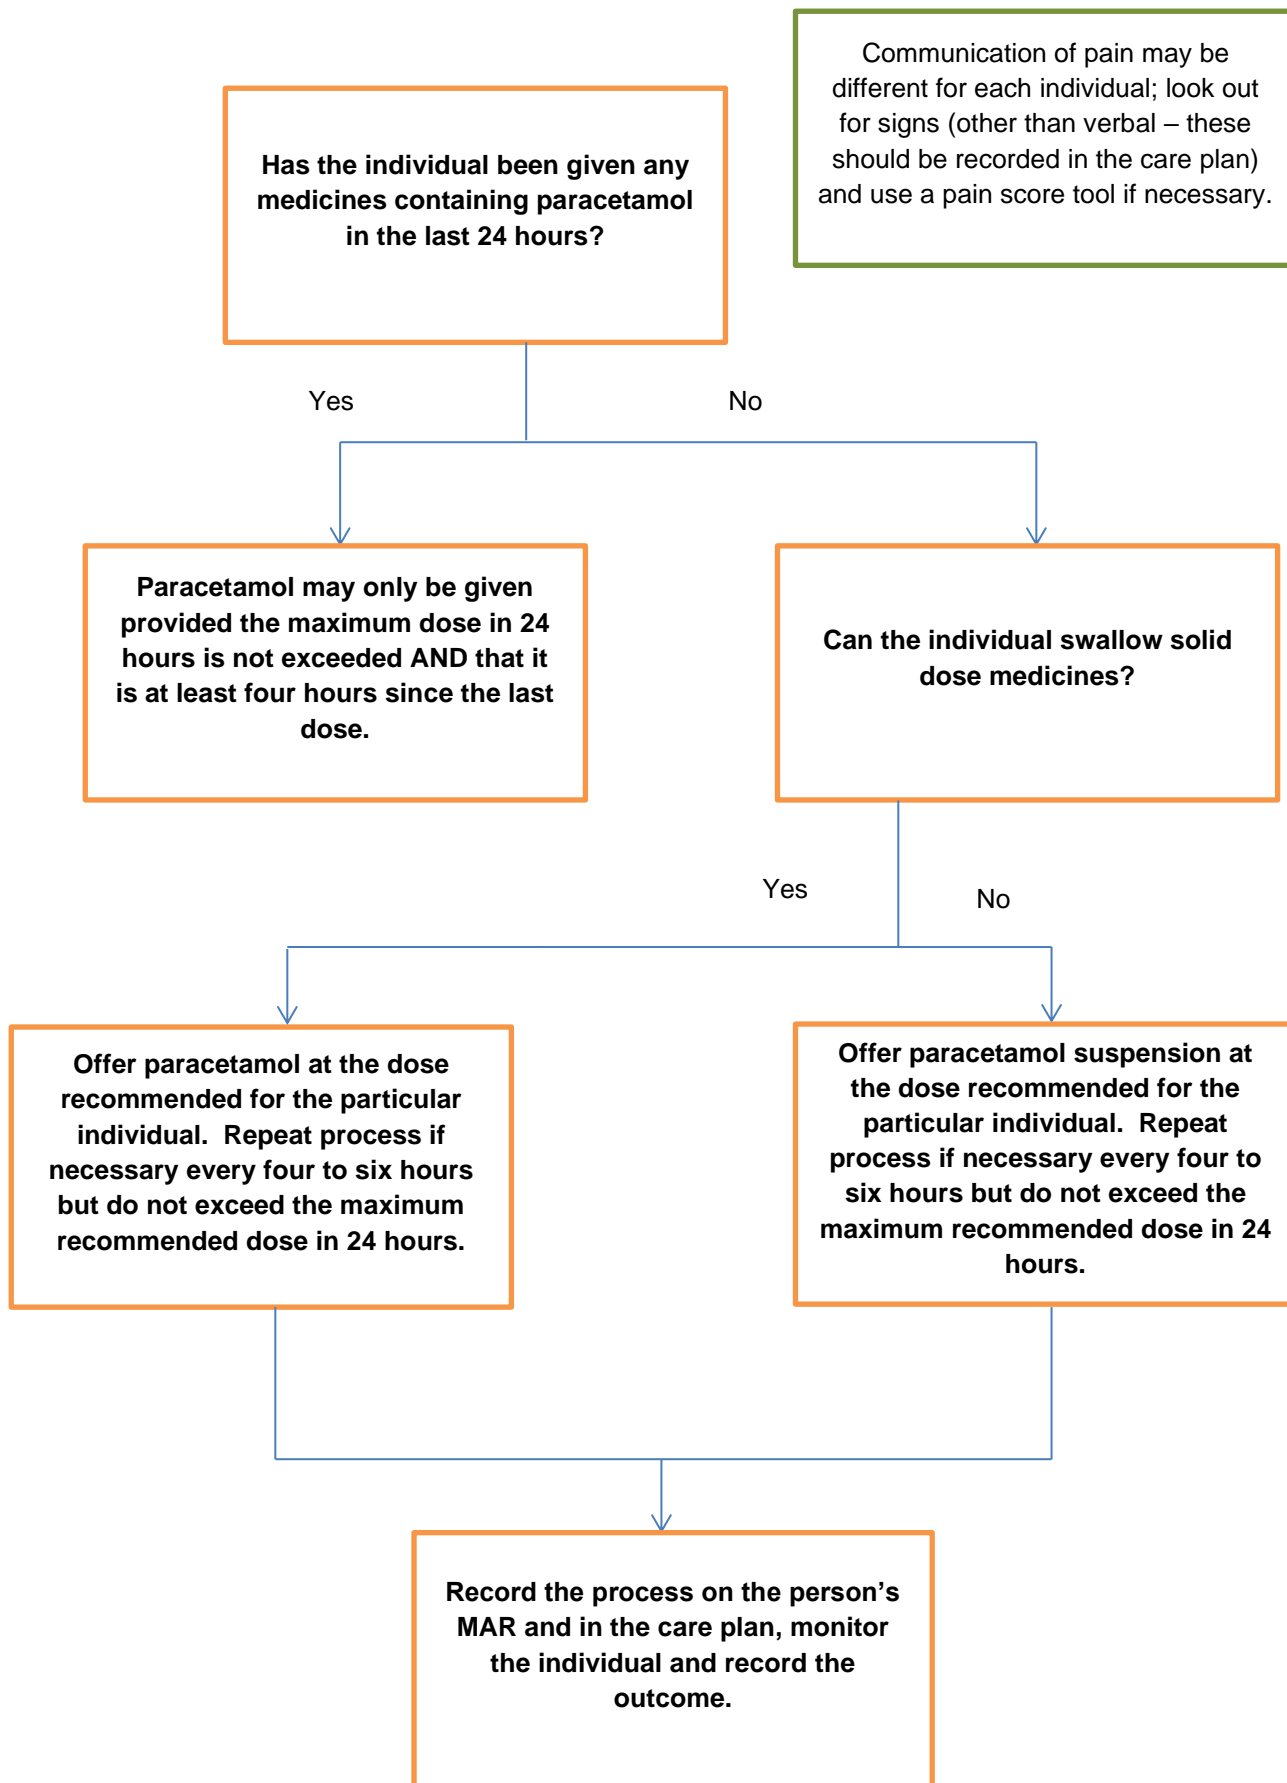 Communication of pain may be
different for each individual; look out
for signs (other than verbal – these
should be recorded in the care plan)
and use a pain score tool if necessary.
Has the individual been given any
medicines containing paracetamol
in the last 24 hours?
Yes
No
Paracetamol may only be given
provided the maximum dose in 24
hours is not exceeded AND that it
is at least four hours since the last
dose.
Can the individual swallow solid
dose medicines?
Yes
No
Offer paracetamol at the dose
recommended for the particular
individual.  Repeat process if
necessary every four to six hours
but do not exceed the maximum
recommended dose in 24 hours.
Offer paracetamol suspension at
the dose recommended for the
particular individual.  Repeat
process if necessary every four to
six hours but do not exceed the
maximum recommended dose in 24
hours.
Record the process on the person’s
MAR and in the care plan, monitor
the individual and record the
outcome.